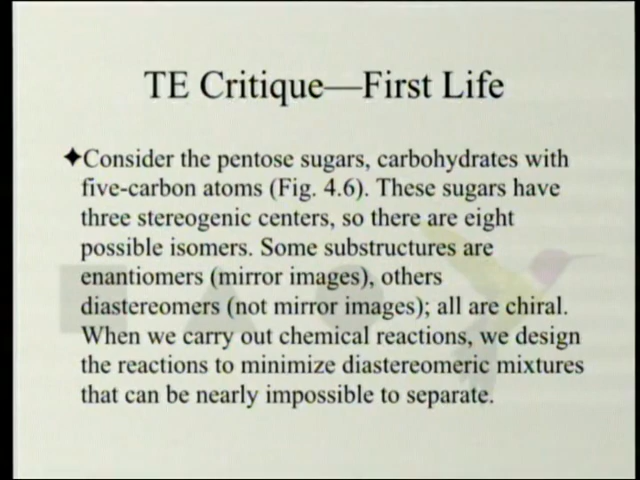 TE Critique—First Life
✦Consider the pentose sugars, carbohydrates with
five-carbon atoms (Fig. 4.6). These sugars have
three stereogenic centers, so there are eight
possible isomers. Some substructures are
enantiomers (mirror images), others
diastereomers (not mirror images); all are chiral.
When we carry out chemical reactions, we design
the reactions to minimize diastereomeric mixtures
that can be nearly impossible to separate.